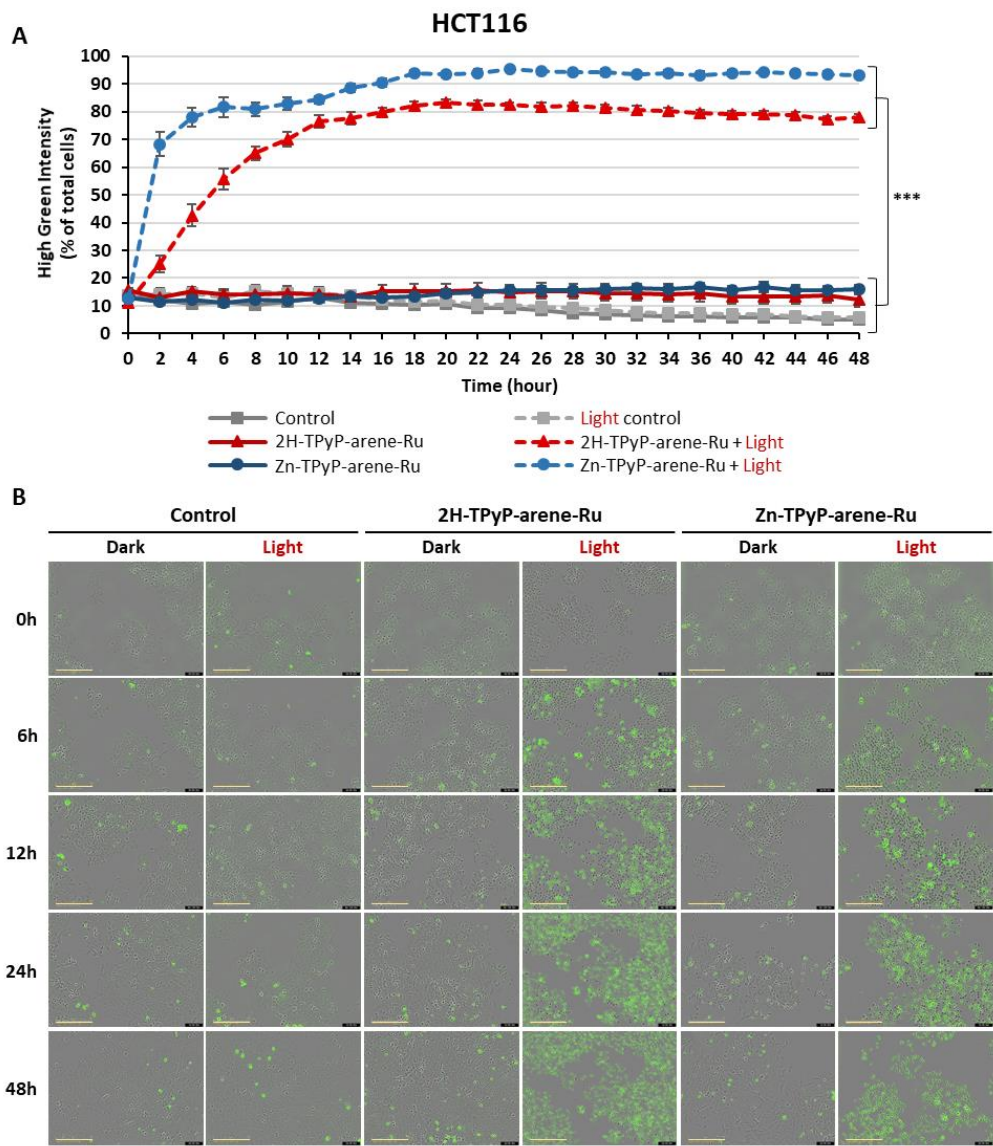 HCT116
A
100
90
80
70
60
50
40
30
20
10
0
High Green Intensity
(% of total cells)
***
0 2 4 6 8 10 12 14 16 18 20 22 24 26 28 30 32 34 36 38 40 42 44 46 48
Time (hour)
Control Light control
2H-TPyP-arene-Ru 2H-TPyP-arene-Ru + Light
Zn-TPyP-arene-Ru Zn-TPyP-arene-Ru + Light
B
Control 2H-TPyP-arene-Ru Zn-TPyP-arene-Ru
Dark Light Dark Light Dark Light
0h
6h
12h
24h
48h